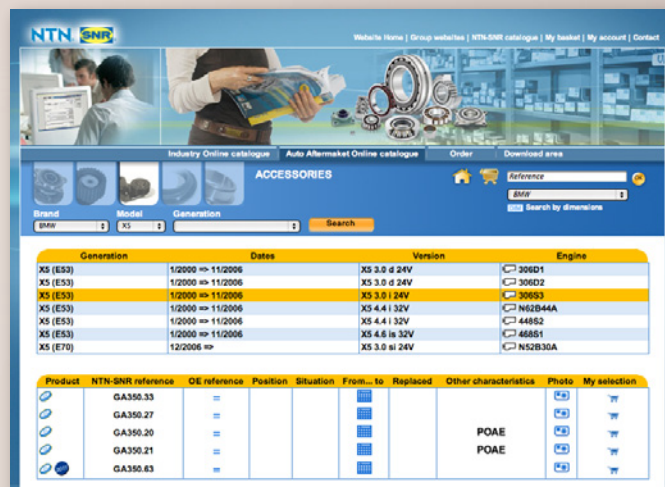 NTN SNR
Website Home | Group websites | NTN-SNR catalogue | My basket | My account | Contact
Industry Online catalogue Auto Aftermaket Online catalogue Order Download area
ACCESSORIES Reference OK
BMW
Search by dimensions
Brand Model Generation
BMW X5 Search
Generation Dates Version Engine
X5 (E53) 1/2000 => 11/2006 X5 3.0 d 24V 306D1
X5 (E53) 1/2000 => 11/2006 X5 3.0 d 24V 306D2
X5 (E53) 1/2000 => 11/2006 X5 3.0 i 24V 306S3
X5 (E53) 1/2000 => 11/2006 X5 4.4 i 32V N62B44A
X5 (E53) 1/2000 => 11/2006 X5 4.4 i 32V 448S2
X5 (E53) 1/2000 => 11/2006 X5 4.6 is 32V 468S1
X5 (E70) 12/2006 => X5 3.0 si 24V N52B30A
Product NTN-SNR reference OE reference Position Situation From... to Replaced Other characteristics Photo My selection
GA350.33 =
GA350.27 =
GA350.20 = POAE
GA350.21 = POAE
GA350.63 =